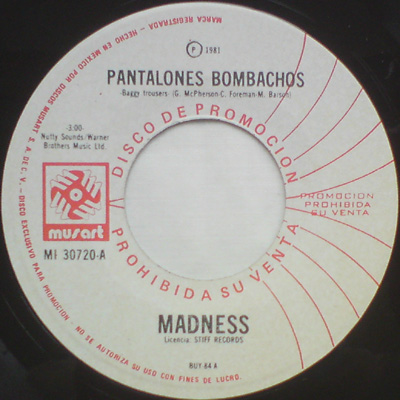 ℗ 1981
PANTALONES BOMBACHOS
-Baggy trousers- (G. McPherson-C. Foreman-M. Barson)
-3:00-
Nutty Sounds/Warner
Brothers Music Ltd.
musart
MI 30720-A
DISCO DE PROMOCION
PROHIBIDA SU VENTA
PROMOCION
PROHIBIDA
SU VENTA
MADNESS
Licencia: STIFF RECORDS
BUY 84 A
MARCA REGISTRADA - HECHO EN MEXICO POR DISCOS MUSART, S.A. DE C.V. - DISCO EXCLUSIVO PARA PROMOCION - NO SE AUTORIZA SU USO CON FINES DE LUCRO.